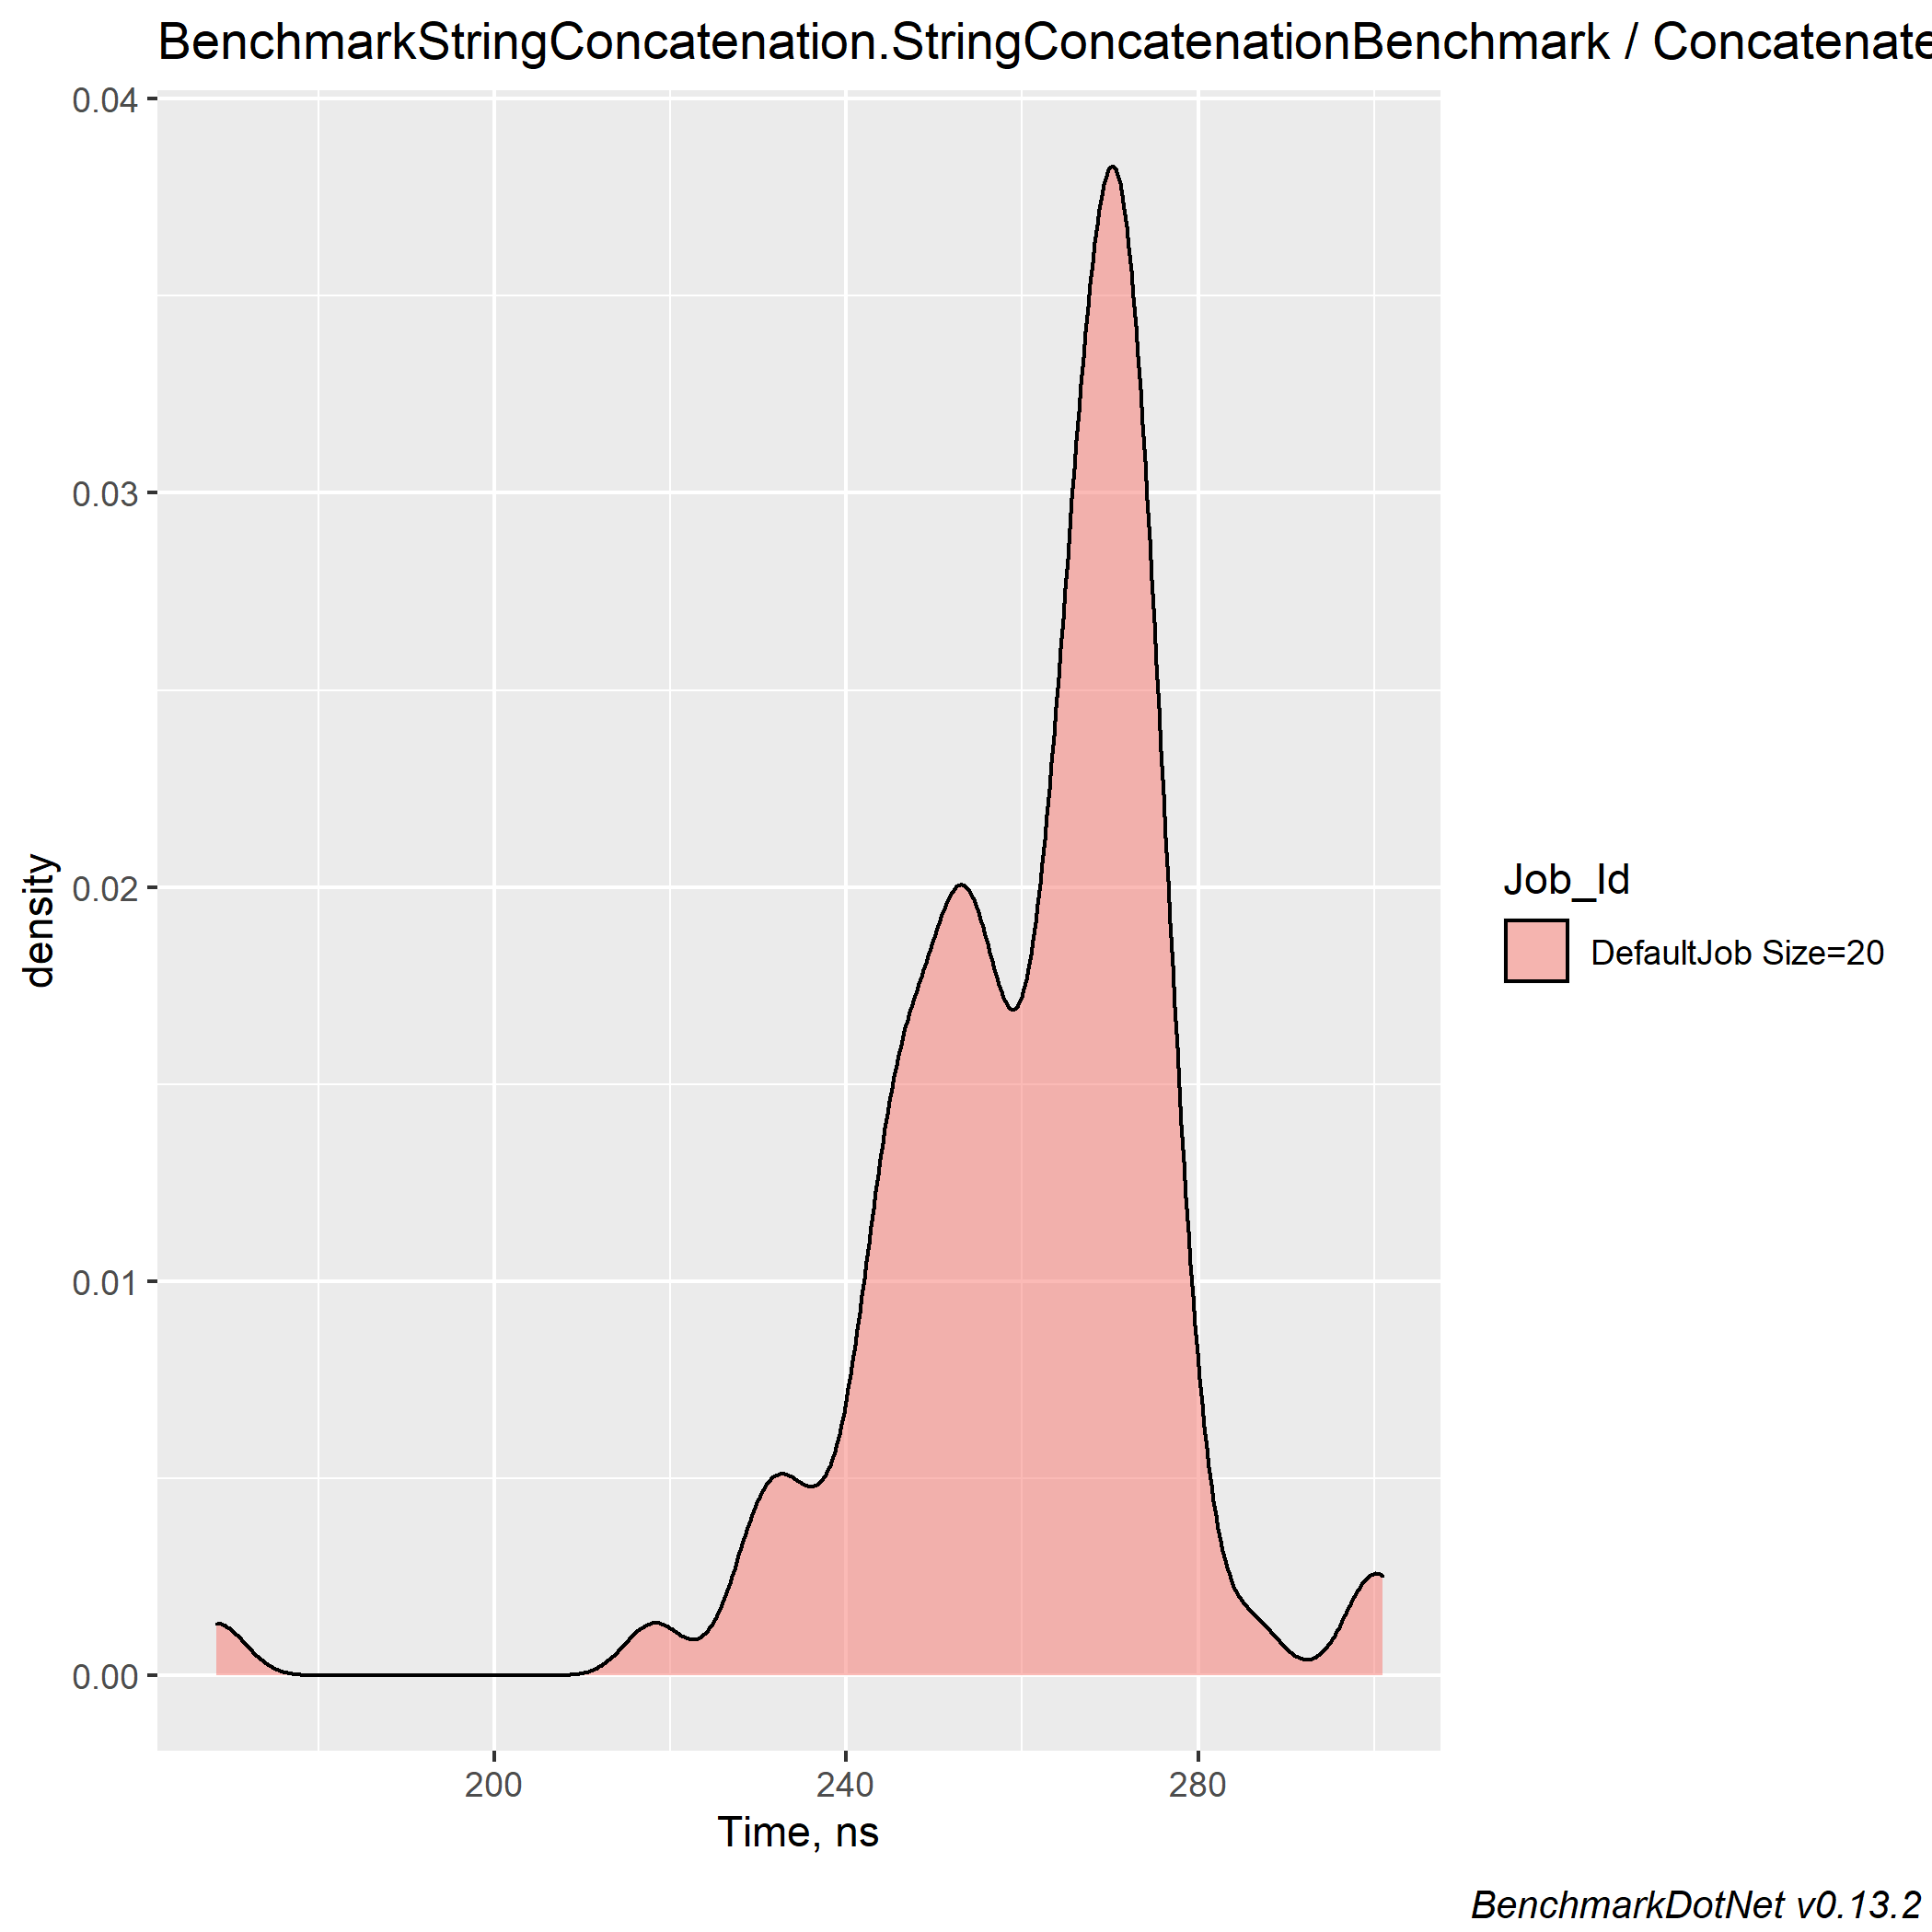 BenchmarkStringConcatenation.StringConcatenationBenchmark / Concatenate
0.04
0.03
0.02
0.01
0.00
density
200 240 280
Time, ns
Job_Id
DefaultJob Size=20
BenchmarkDotNet v0.13.2